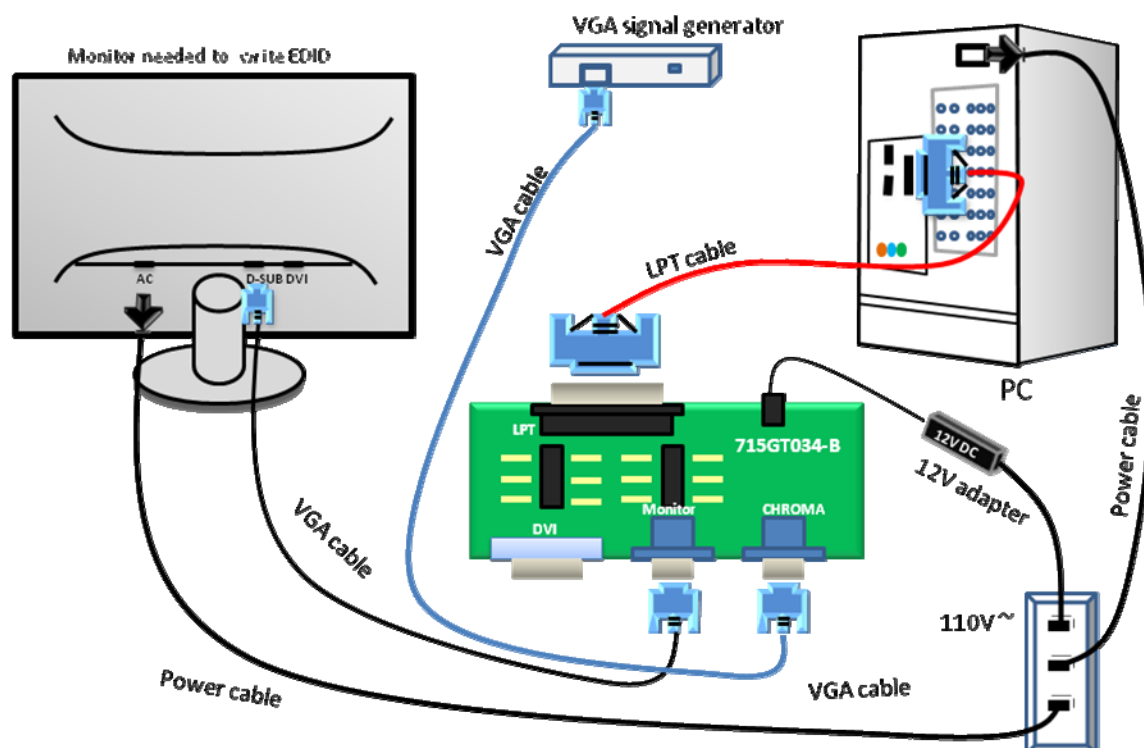 VGA signal generator
Monitor needed to write EDID
VGA cable
LPT cable
AC
D-SUB DVI
PC
LPT
715GT034-B
12V DC
12V adapter
Power cable
Monitor
CHROMA
DVI
VGA cable
110V~
Power cable
VGA cable